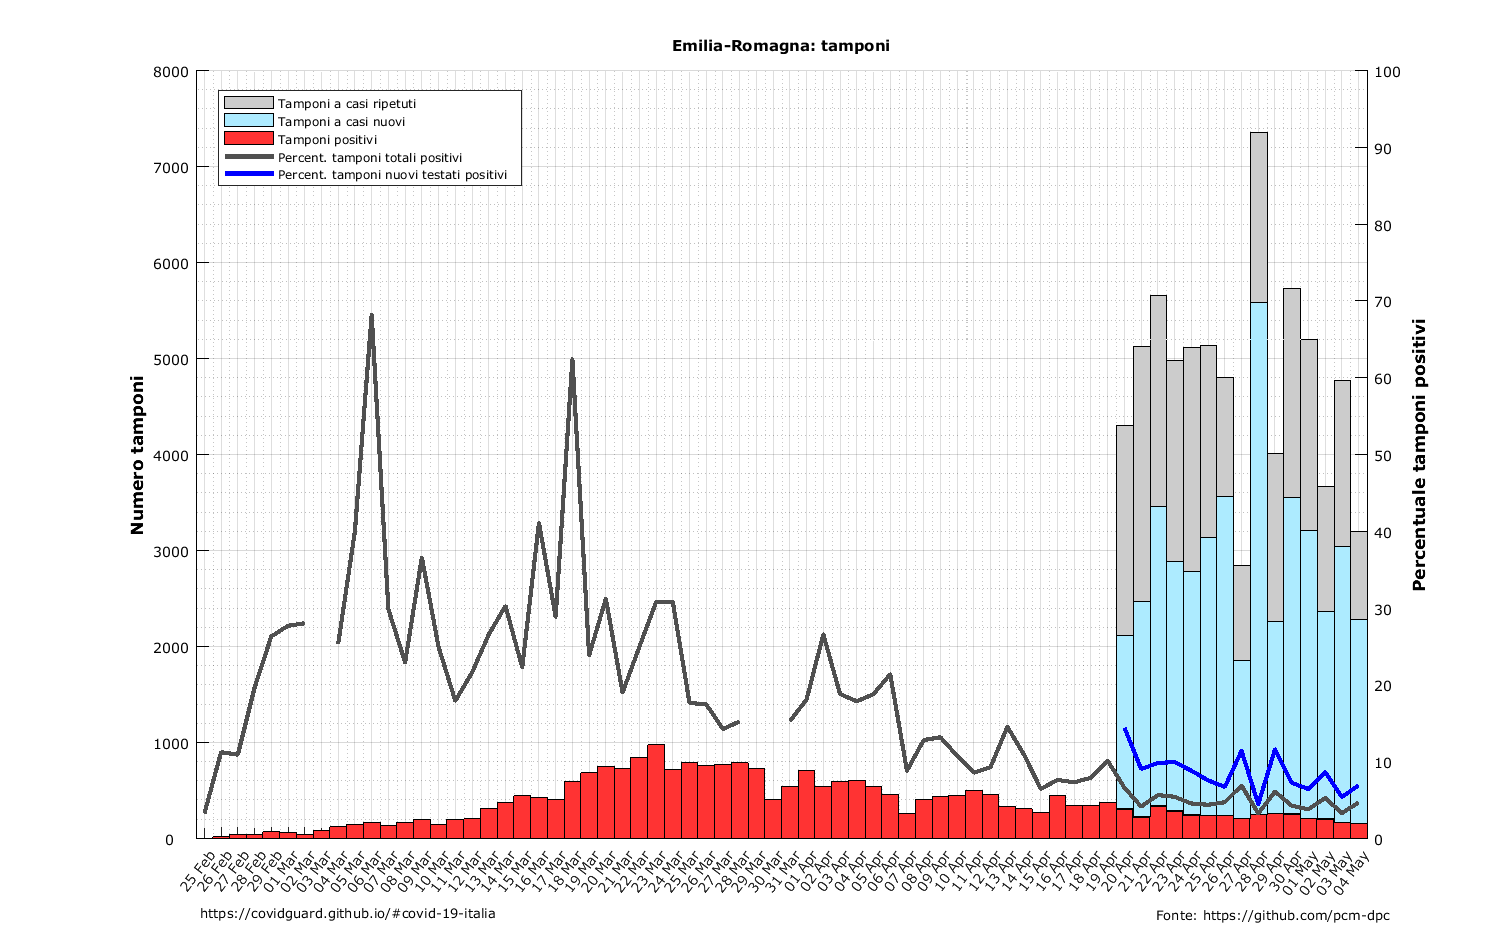 Emilia-Romagna: tamponi
8000
7000
6000
5000
4000
3000
2000
1000
0
Numero tamponi
Tamponi a casi ripetuti
Tamponi a casi nuovi
Tamponi positivi
Percent. tamponi totali positivi
Percent. tamponi nuovi testati positivi
100
90
80
70
60
50
40
30
20
10
0
Percentuale tamponi positivi
25 Feb
26 Feb
27 Feb
28 Feb
29 Feb
01 Mar
02 Mar
03 Mar
04 Mar
05 Mar
06 Mar
07 Mar
08 Mar
09 Mar
10 Mar
11 Mar
12 Mar
13 Mar
14 Mar
15 Mar
16 Mar
17 Mar
18 Mar
19 Mar
20 Mar
21 Mar
22 Mar
23 Mar
25 Mar
26 Mar
27 Mar
28 Mar
30 Mar
31 Mar
01 Apr
02 Apr
03 Apr
04 Apr
05 Apr
06 Apr
07 Apr
08 Apr
09 Apr
10 Apr
11 Apr
12 Apr
13 Apr
14 Apr
15 Apr
16 Apr
17 Apr
18 Apr
19 Apr
20 Apr
21 Apr
22 Apr
23 Apr
24 Apr
25 Apr
26 Apr
27 Apr
28 Apr
29 Apr
30 Apr
01 May
02 May
03 May
04 May
https://covidguard.github.io/#covid-19-italia
Fonte: https://github.com/pcm-dpc